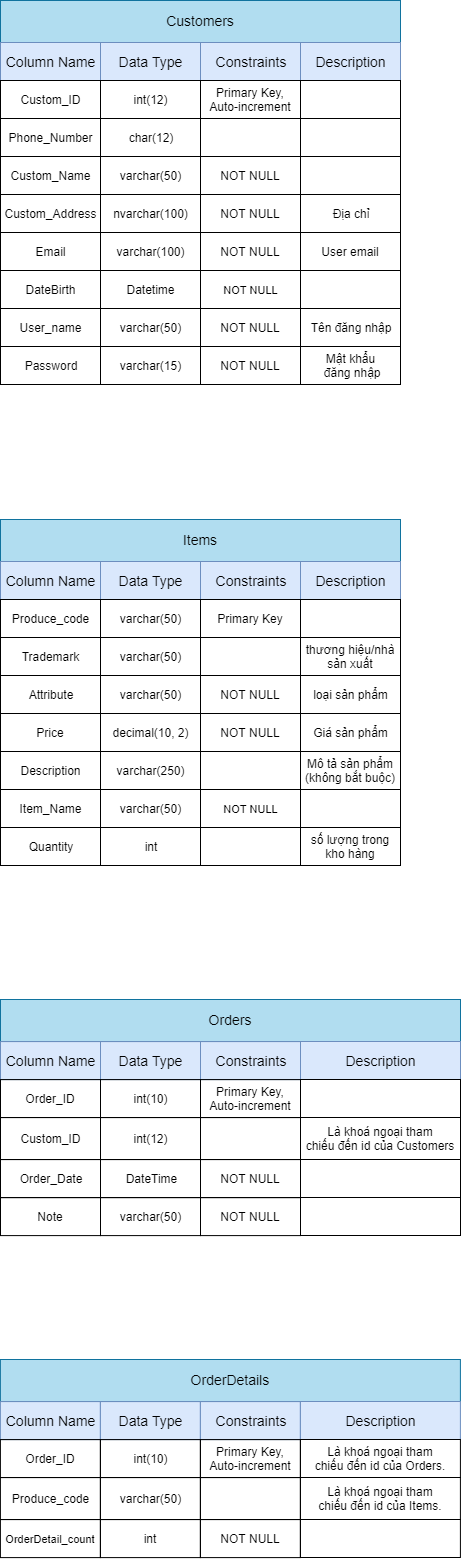 Customers
Column Name Data Type Constraints Description
Custom_ID int(12) Primary Key,
Auto-increment
Phone_Number char(12)
Custom_Name varchar(50) NOT NULL
Custom_Address nvarchar(100) NOT NULL Địa chỉ
Email varchar(100) NOT NULL User email
DateBirth Datetime NOT NULL
User_name varchar(50) NOT NULL Tên đăng nhập
Password varchar(15) NOT NULL Mật khẩu
đăng nhập
Items
Column Name Data Type Constraints Description
Produce_code varchar(50) Primary Key
Trademark varchar(50) thương hiệu/nhà
sản xuất
Attribute varchar(50) NOT NULL loại sản phẩm
Price decimal(10, 2) NOT NULL Giá sản phẩm
Description varchar(250) Mô tả sản phẩm
(không bắt buộc)
Item_Name varchar(50) NOT NULL
Quantity int số lượng trong
kho hàng
Orders
Column Name Data Type Constraints Description
Order_ID int(10) Primary Key,
Auto-increment
Custom_ID int(12) Là khoá ngoại tham
chiếu đến id của Customers
Order_Date DateTime NOT NULL
Note varchar(50) NOT NULL
OrderDetails
Column Name Data Type Constraints Description
Order_ID int(10) Primary Key,
Auto-increment Là khoá ngoại tham
chiếu đến id của Orders.
Produce_code varchar(50) Là khoá ngoại tham
chiếu đến id của Items.
OrderDetail_count int NOT NULL